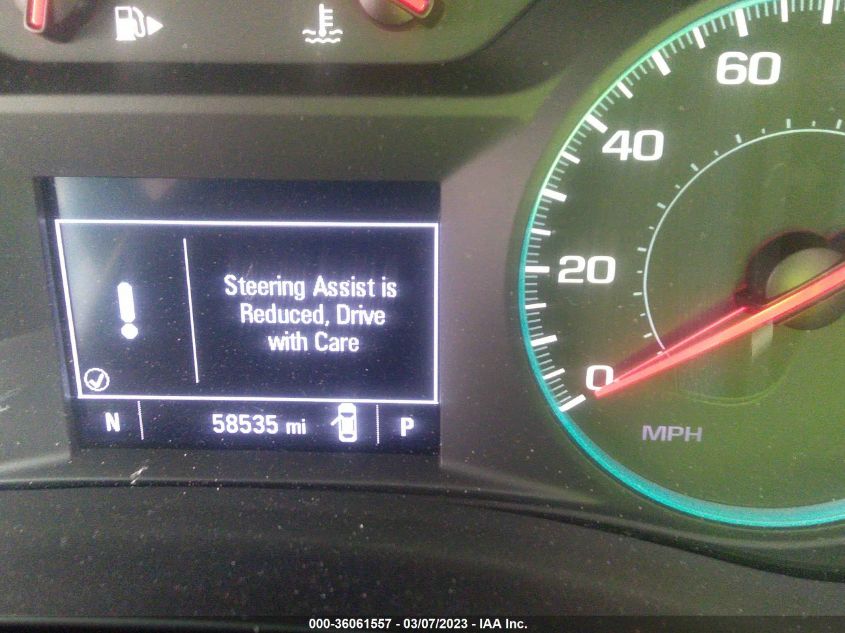 60
40
20
0
MPH
Steering Assist is
Reduced, Drive
with Care
N 58535 mi P
000-36061557 - 03/07/2023 - IAA Inc.